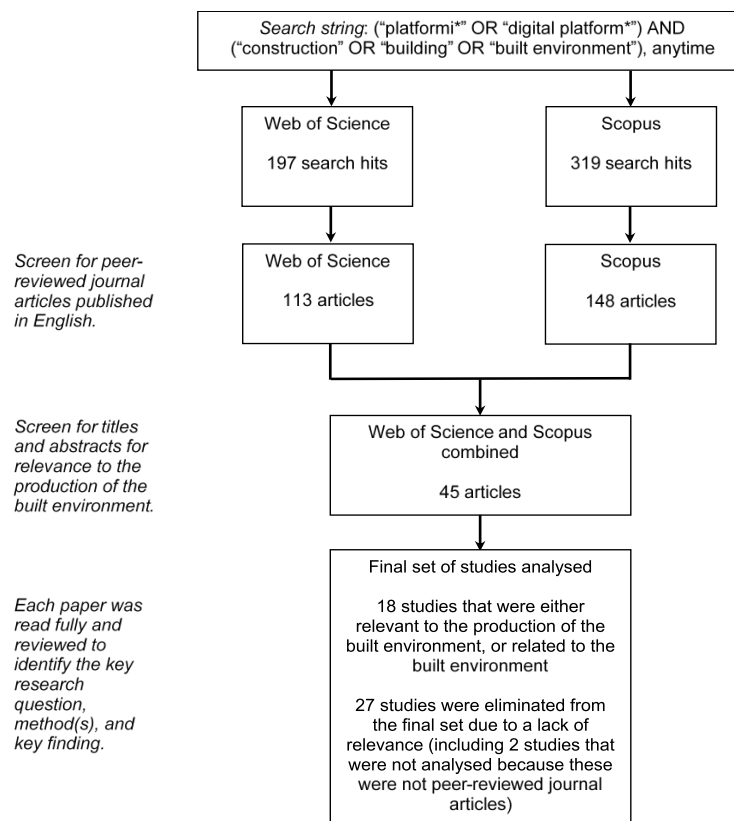 Search string: (“platformi*” OR “digital platform*”) AND
(“construction” OR “building” OR “built environment”), anytime
Web of Science
197 search hits
Scopus
319 search hits
Screen for peer-
reviewed journal
articles published
in English.
Web of Science
113 articles
Scopus
148 articles
Screen for titles
and abstracts for
relevance to the
production of the
built environment.
Web of Science and Scopus
combined
45 articles
Each paper was
read fully and
reviewed to
identify the key
research
question,
method(s), and
key finding.
Final set of studies analysed
18 studies that were either
relevant to the production of the
built environment, or related to the
built environment
27 studies were eliminated from
the final set due to a lack of
relevance (including 2 studies that
were not analysed because these
were not peer-reviewed journal
articles)